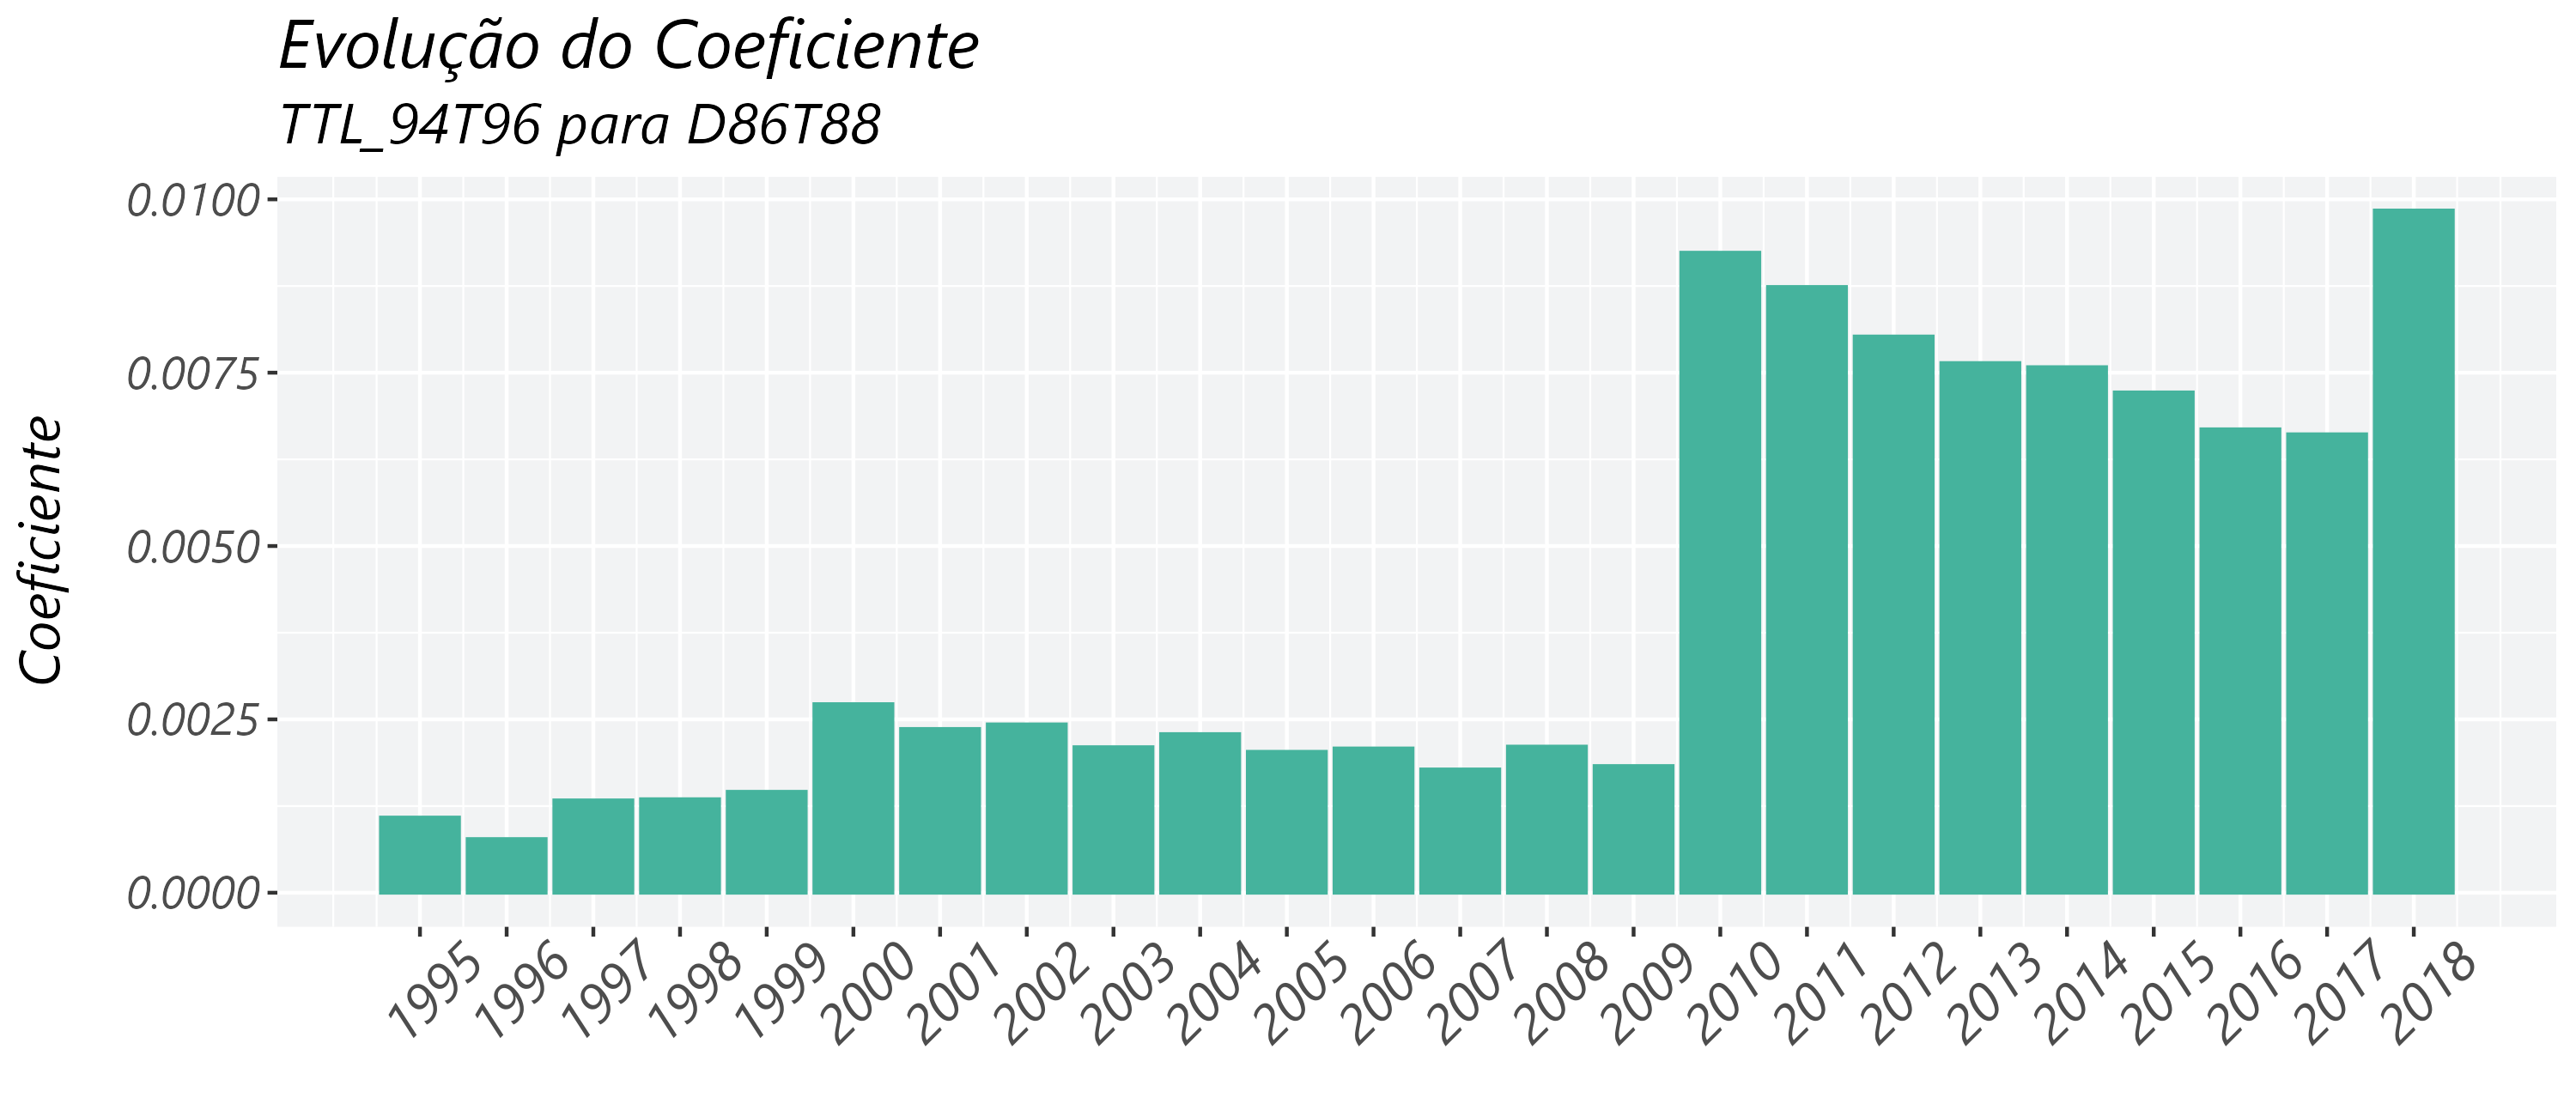 Evolução do Coeficiente
TTL_94T96 para D86T88
Coeficiente
0.0100
0.0075
0.0050
0.0025
0.0000
1995 1996 1997 1998 1999 2000 2001 2002 2003 2004 2005 2006 2007 2008 2009 2010 2011 2012 2013 2014 2015 2016 2017 2018